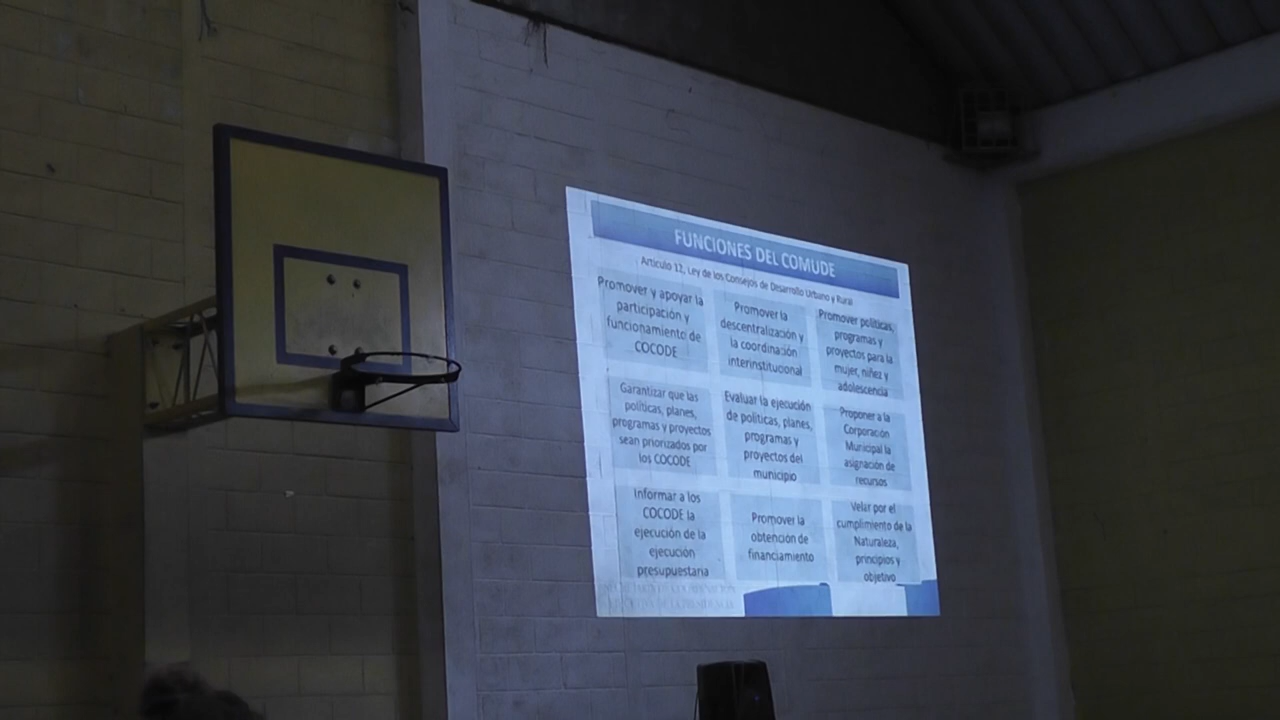 FUNCIONES DEL COMUDE
Artículo 12, Ley de los Consejos de Desarrollo Urbano y Rural
Promover y apoyar la
participación y
funcionamiento de
COCODE
Promover la
descentralización y
la coordinación
interinstitucional
Promover políticas,
programas y
proyectos para la
mujer, niñez y
adolescencia
Garantizar que las
políticas, planes,
programas y proyectos
sean priorizados por
los COCODE
Evaluar la ejecución
de políticas, planes,
programas y
proyectos del
municipio
Proponer a la
Corporación
Municipal la
asignación de
recursos
Informar a los
COCODE la
ejecución de la
ejecución
presupuestaria
Promover la
obtención de
financiamiento
Velar por el
cumplimiento de la
Naturaleza,
principios y
objetivo